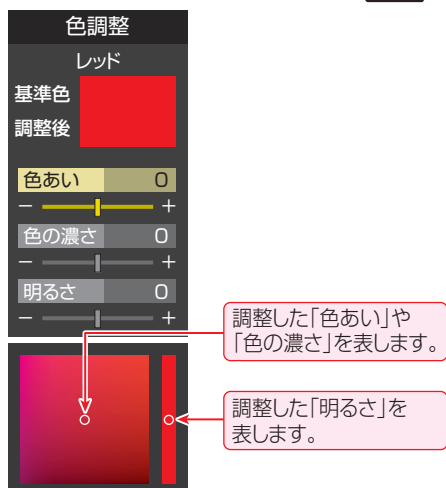 色調整
レッド
基準色
調整後
色あい 0
− +
色の濃さ 0
− +
明るさ 0
− +
調整した「色あい」や
「色の濃さ」を表します。
調整した「明るさ」を
表します。